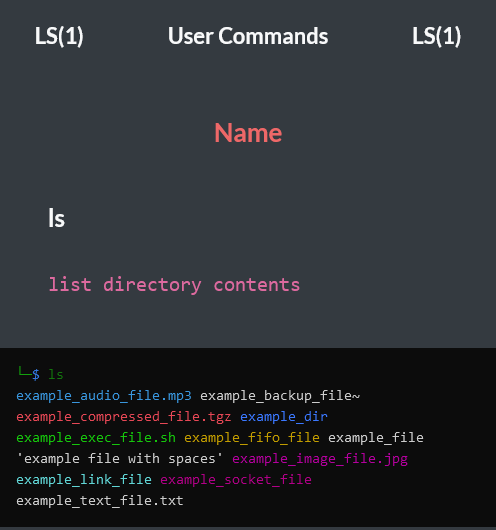 LS(1) User Commands LS(1)
Name
ls
list directory contents
└─$ ls
example_audio_file.mp3 example_backup_file~
example_compressed_file.tgz example_dir
example_exec_file.sh example_fifo_file example_file
'example file with spaces' example_image_file.jpg
example_link_file example_socket_file
example_text_file.txt